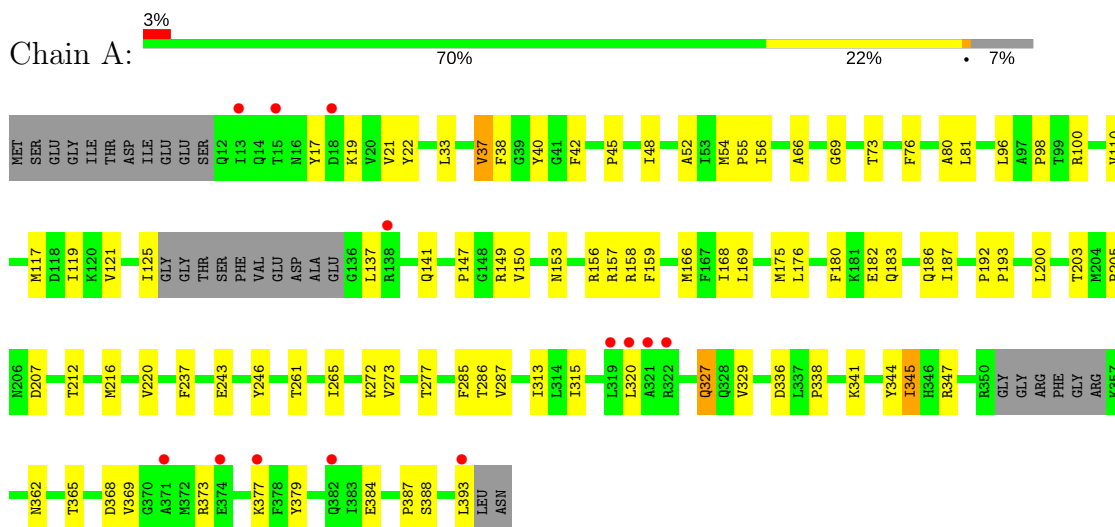 3%
Chain A:
70% 22% • 7%
MET SER GLU GLY ILE THR ASP ILE GLU GLU SER Q12 I13 Q14 T15 N16 Y17 D18 K19 V20 V21 Y22 L33 V37 F38 G39 Y40 G41 F42 P45 I48 A52 I53 M54 P55 I56 A66 G69 T73 F76 A80 L81 L96 A97 P98 T99 R100
M117 D118 I119 K120 V121 I125 GLY GLY THR SER PHE VAL GLU ASP ALA GLU G136 L137 R138 Q141 P147 G148 R149 V150 N153 R156 R157 R158 F159 M166 F167 I168 L169 M175 L176 F180 K181 E182 Q183 Q186 I187 P192 P193 L200 T203 M204
N206 D207 T212 M216 V220 F237 E243 Y246 T261 I265 K272 V273 T277 F285 T286 V287 I313 L314 I315 L319 L320 A321 R322 Q327 Q328 V329 D336 L337 P338 K341 Y344 I345 H346 R347 R350 GLY GLY ARG PHE GLY ARG K357
N362 T365 D368 V369 G370 A371 M372 R373 E374 K377 F378 Y379 Q382 I383 E384 P387 S388 L393 LEU ASN